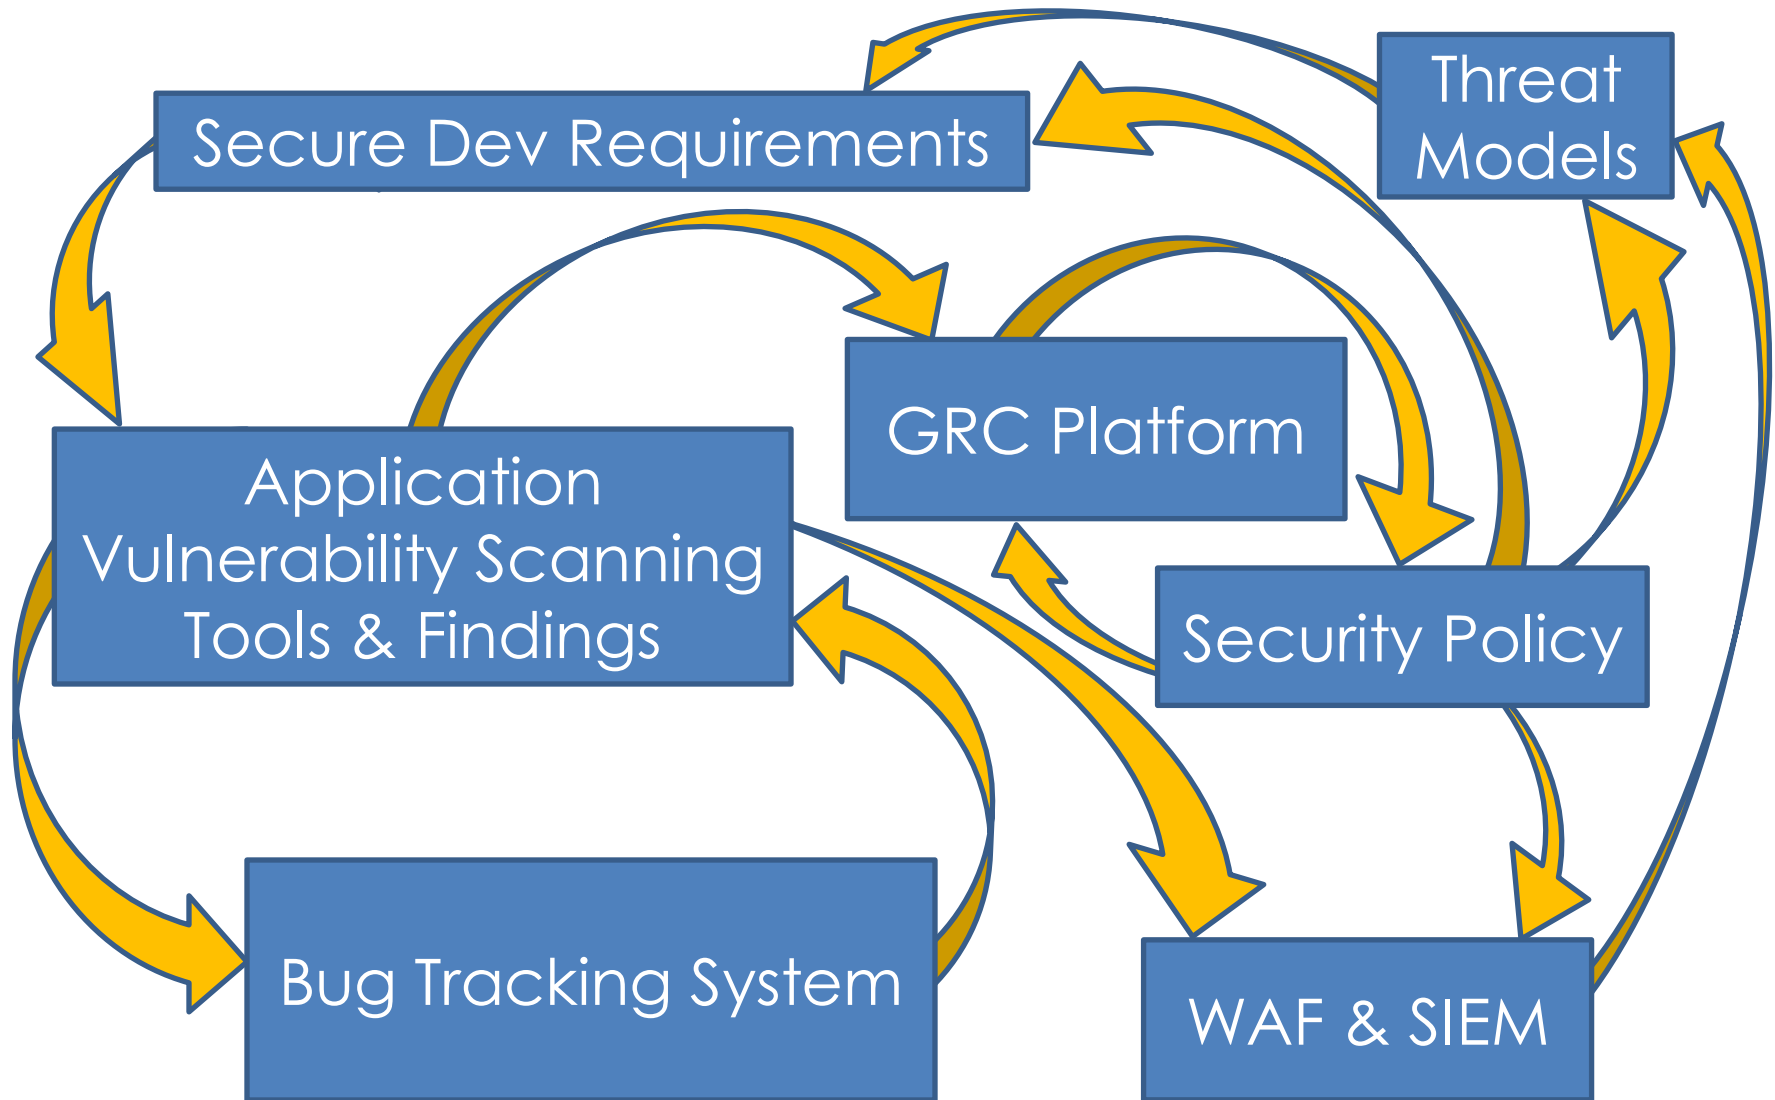 Threat
Models
Secure Dev Requirements
GRC Platform
Application
Vulnerability Scanning
Tools & Findings
Security Policy
Bug Tracking System
WAF & SIEM